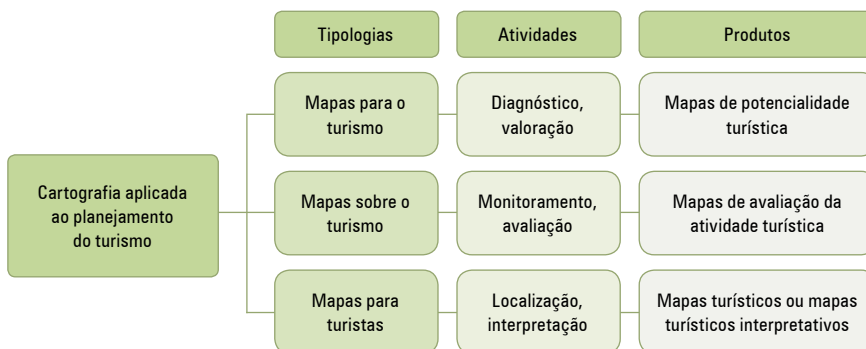 Tipologias
Atividades
Produtos
Mapas para o
turismo
Diagnóstico,
valoração
Mapas de potencialidade
turística
Cartografia aplicada
ao planejamento
do turismo
Mapas sobre o
turismo
Monitoramento,
avaliação
Mapas de avaliação da
atividade turística
Mapas para
turistas
Localização,
interpretação
Mapas turísticos ou mapas
turísticos interpretativos